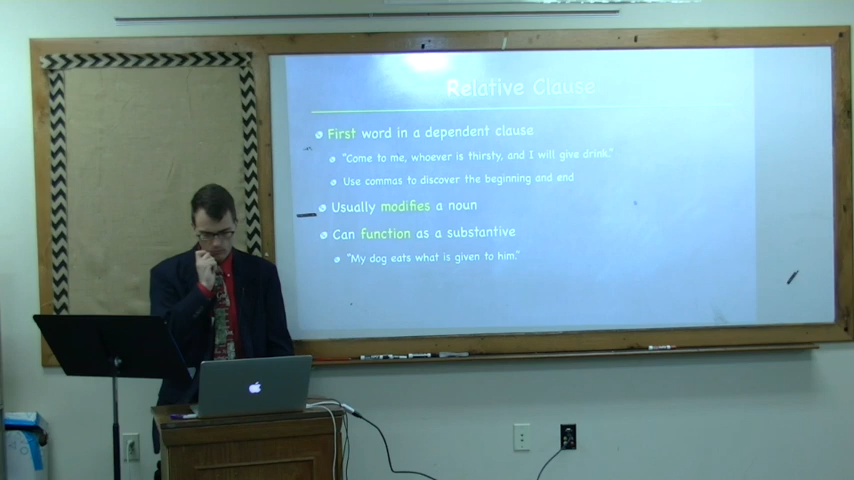 Relative Clause
First word in a dependent clause
"Come to me, whoever is thirsty, and I will give drink."
Use commas to discover the beginning and end
Usually modifies a noun
Can function as a substantive
"My dog eats what is given to him."